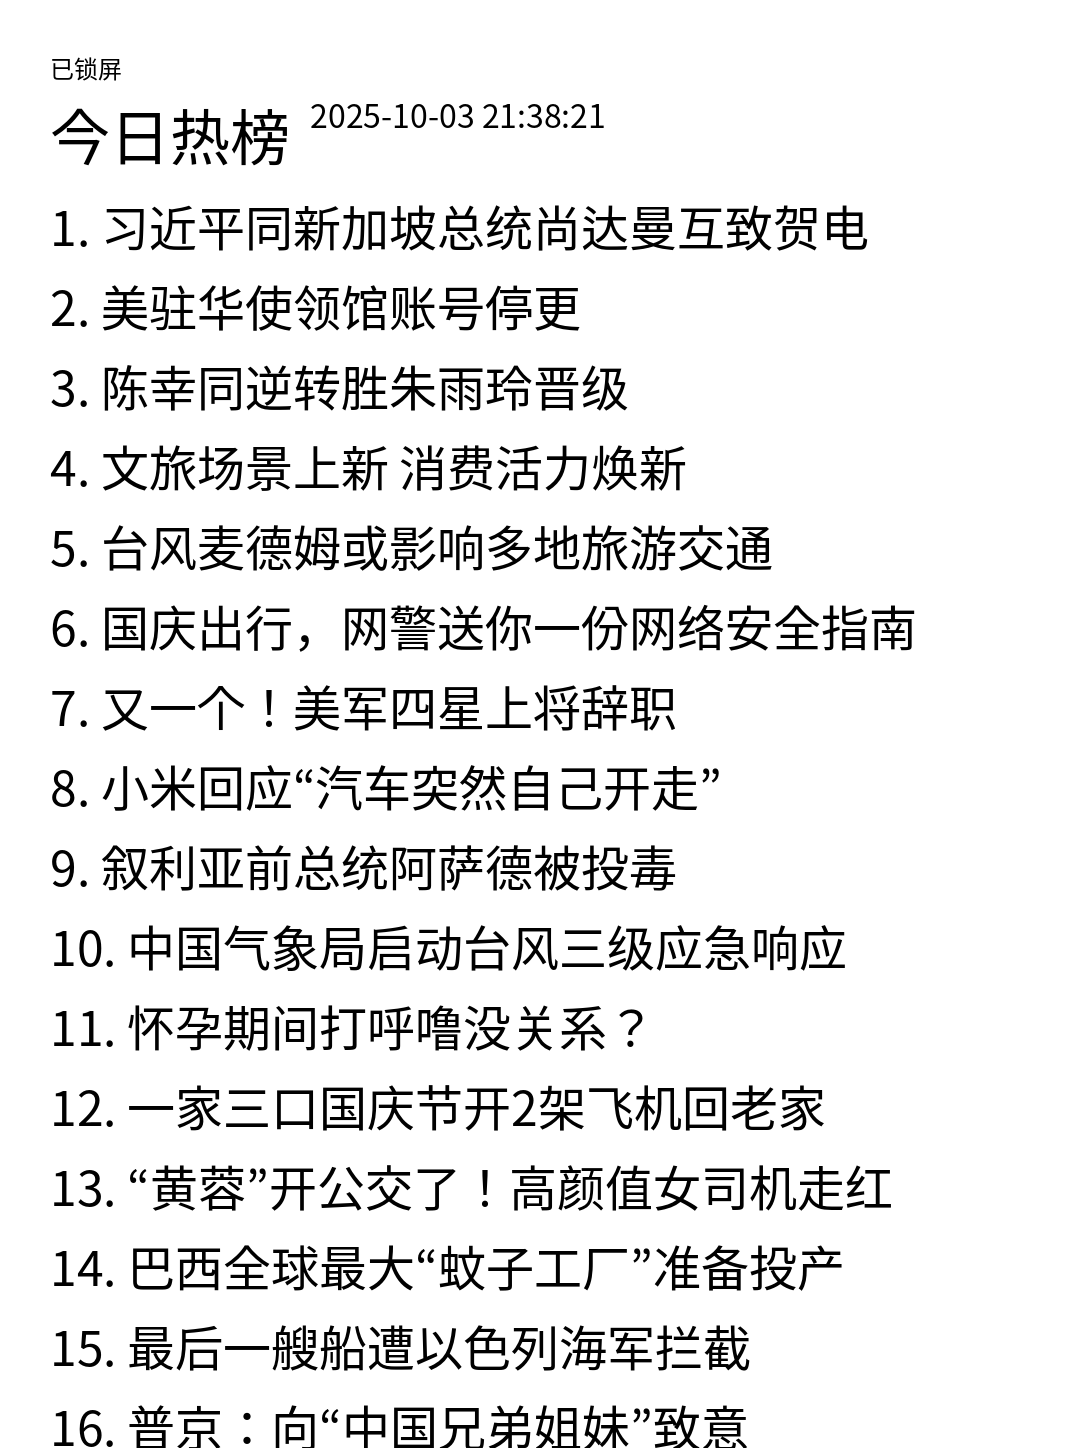 已锁屏
今日热榜 2025-10-03 21:38:21
1. 习近平同新加坡总统尚达曼互致贺电
2. 美驻华使领馆账号停更
3. 陈幸同逆转胜朱雨玲晋级
4. 文旅场景上新 消费活力焕新
5. 台风麦德姆或影响多地旅游交通
6. 国庆出行，网警送你一份网络安全指南
7. 又一个！美军四星上将辞职
8. 小米回应“汽车突然自己开走”
9. 叙利亚前总统阿萨德被投毒
10. 中国气象局启动台风三级应急响应
11. 怀孕期间打呼噜没关系？
12. 一家三口国庆节开2架飞机回老家
13. “黄蓉”开公交了！高颜值女司机走红
14. 巴西全球最大“蚊子工厂”准备投产
15. 最后一艘船遭以色列海军拦截
16. 普京：向“中国兄弟姐妹”致意